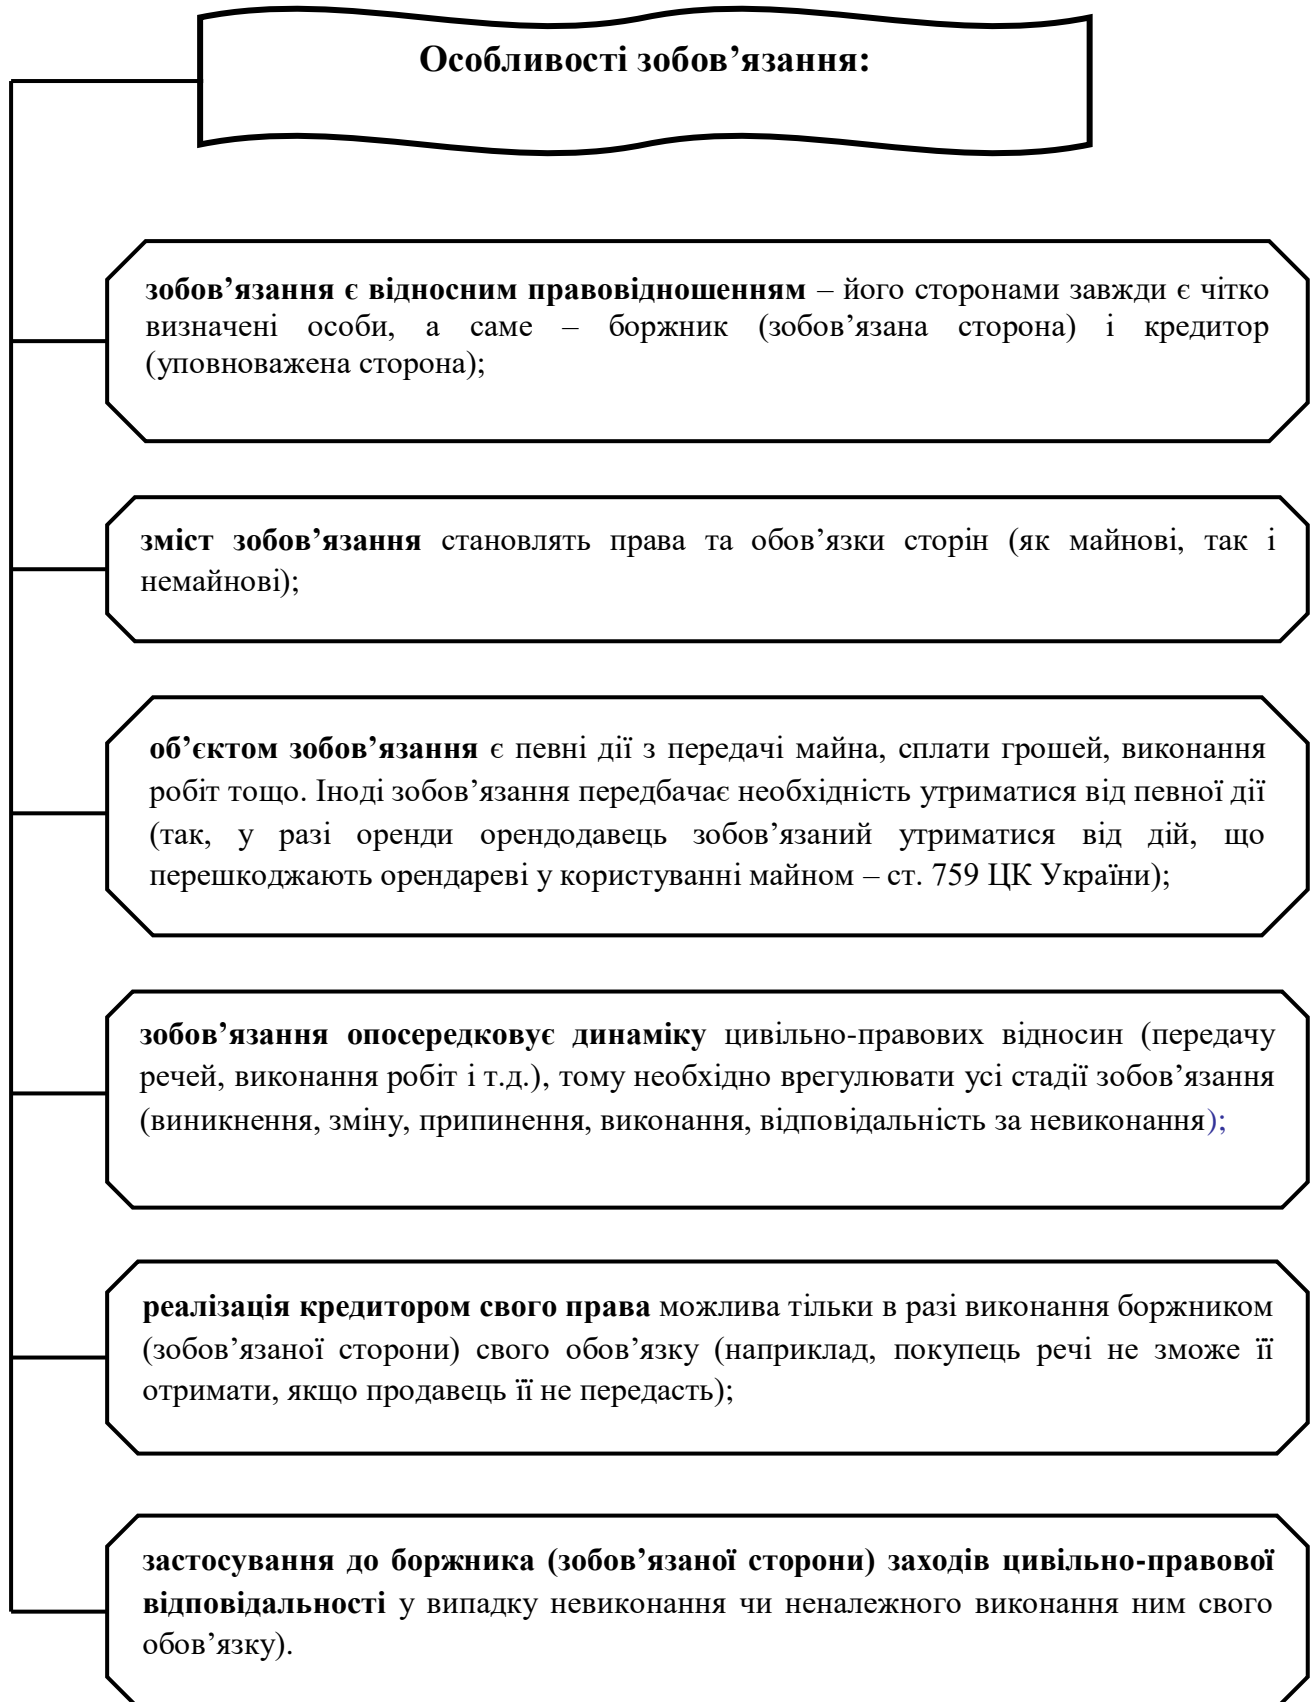 Особливості зобов’язання:
зобов’язання є відносним правовідношенням – його сторонами завжди є чітко
визначені особи, а саме – боржник (зобов’язана сторона) і кредитор
(уповноважена сторона);
зміст зобов’язання становлять права та обов’язки сторін (як майнові, так і
немайнові);
об’єктом зобов’язання є певні дії з передачі майна, сплати грошей, виконання
робіт тощо. Іноді зобов’язання передбачає необхідність утриматися від певної дії
(так, у разі оренди орендодавець зобов’язаний утриматися від дій, що
перешкоджають орендареві у користуванні майном – ст. 759 ЦК України);
зобов’язання опосередковує динаміку цивільно-правових відносин (передачу
речей, виконання робіт і т.д.), тому необхідно врегулювати усі стадії зобов’язання
(виникнення, зміну, припинення, виконання, відповідальність за невиконання);
реалізація кредитором свого права можлива тільки в разі виконання боржником
(зобов’язаної сторони) свого обов’язку (наприклад, покупець речі не зможе її
отримати, якщо продавець її не передасть);
застосування до боржника (зобов’язаної сторони) заходів цивільно-правової
відповідальності у випадку невиконання чи неналежного виконання ним свого
обов’язку).